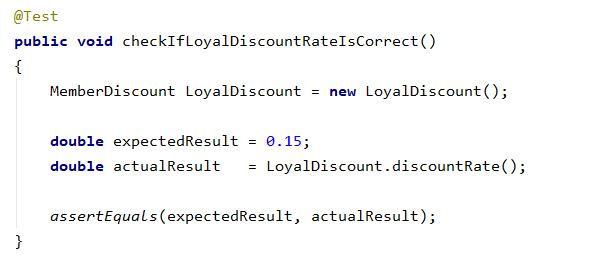 @Test
public void checkIfLoyalDiscountRateIsCorrect()
{
    MemberDiscount LoyalDiscount = new LoyalDiscount();
    double expectedResult = 0.15;
    double actualResult   = LoyalDiscount.discountRate();
    assertEquals(expectedResult, actualResult);
}